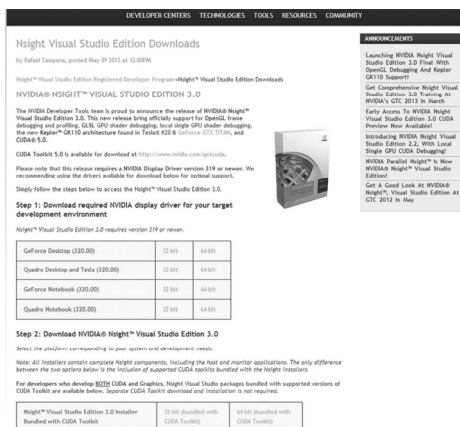 DEVELOPER CENTERS TECHNOLOGIES TOOLS RESOURCES COMMUNITY
Nsight Visual Studio Edition Downloads
by Rafael Campana, posted May 09 2013 at 12:00PM
Nsight™ Visual Studio Edition Registered Developer Program»Nsight™ Visual Studio Edition Downloads
NVIDIA® NSIGHT™ VISUAL STUDIO EDITION 3.0
The NVIDIA Developer Tools team is proud to announce the release of NVIDIA® Nsight™
Visual Studio Edition 3.0. This new release bring officially support for OpenGL frame
debugging and profiling, GLSL GPU shader debugging, local single GPU shader debugging,
the new Kepler™ GK110 architecture found in Tesla® K20 & GeForce GTX TITAN, and
CUDA® 5.0.
CUDA Toolkit 5.0 is available for download at http://www.nvidia.com/getcuda.
Please note that this release requires a NVIDIA Display Driver version 319 or newer. We
recommending using the drivers available for download below for optimal support.
Simply follow the steps below to access the Nsight™ Visual Studio Edition 3.0.
Step 1: Download required NVIDIA display driver for your target
development environment
Nsight™ Visual Studio Edition 3.0 requires version 319 or newer.
GeForce Desktop (320.00) 32-bit 64-bit
Quadro Desktop and Tesla (320.00) 32-bit 64-bit
GeForce Notebook (320.00) 32-bit 64-bit
Quadro Notebook (320.00) 32-bit 64-bit
Step 2: Download NVIDIA® Nsight™ Visual Studio Edition 3.0
Select the platform corresponding to your system and development needs.
Note: All installers contain complete Nsight components, including the host and monitor applications. The only difference
between the two options below is the inclusion of supported CUDA toolkits bundled with the Nsight Installers.
For developers who develop BOTH CUDA and Graphics, Nsight Visual Studio packages bundled with supported versions of
CUDA Toolkit are available below. Separate CUDA Toolkit download and installation is not required.
Nsight™ Visual Studio Edition 3.0 Installer 32-bit (bundled with 64-bit (bundled with
Bundled with CUDA Toolkit CUDA Toolkit) CUDA Toolkit)
ANNOUNCEMENTS
Launching NVIDIA Nsight Visual
Studio Edition 3.0 Final With
OpenGL Debugging And Kepler
GK110 Support!
Get Comprehensive Nsight Visual
Studio Edition 3.0 Training At
NVIDIA's GTC 2013 In March
Early Access To NVIDIA Nsight
Visual Studio Edition 3.0 CUDA
Preview Now Available!
Introducing NVIDIA Nsight Visual
Studio Edition 2.2, With Local
Single GPU CUDA Debugging!
NVIDIA Parallel Nsight™ Is Now
NVIDIA® Nsight™ Visual Studio
Edition!
Get A Good Look At NVIDIA®
Nsight™, Visual Studio Edition At
GTC 2012 In May